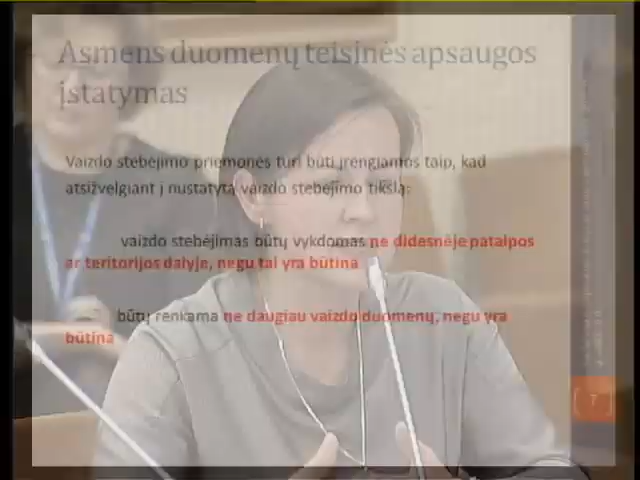 Asmens duomenų teisinės apsaugos
įstatymas
Vaizdo stebėjimo priemonės turi būti įrengiamos taip, kad
atsižvelgiant į nustatytą vaizdo stebėjimo tikslą:
vaizdo stebėjimas būtų vykdomas ne didesnėje patalpos
ar teritorijos dalyje, negu tai yra būtina
būtų renkama ne daugiau vaizdo duomenų, negu yra
būtina
7